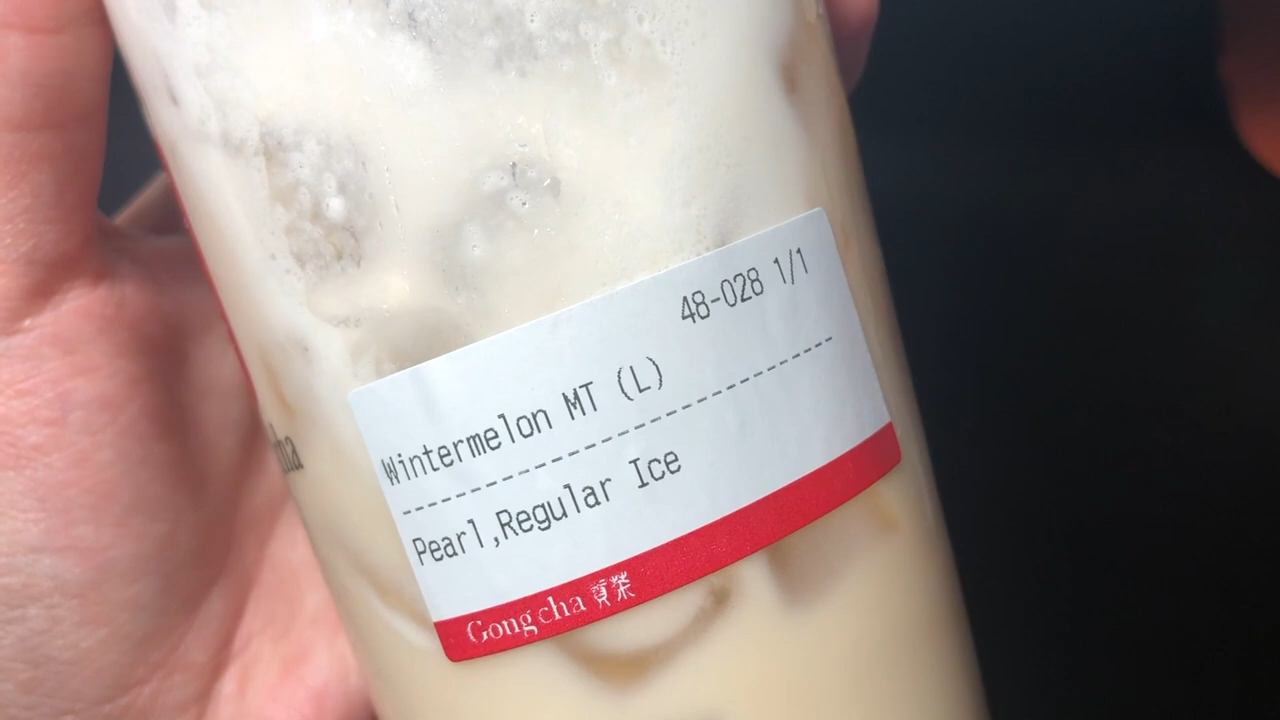 48-028 1/1
Wintermelon MT (L)
Pearl,Regular Ice
Gong cha 貢茶